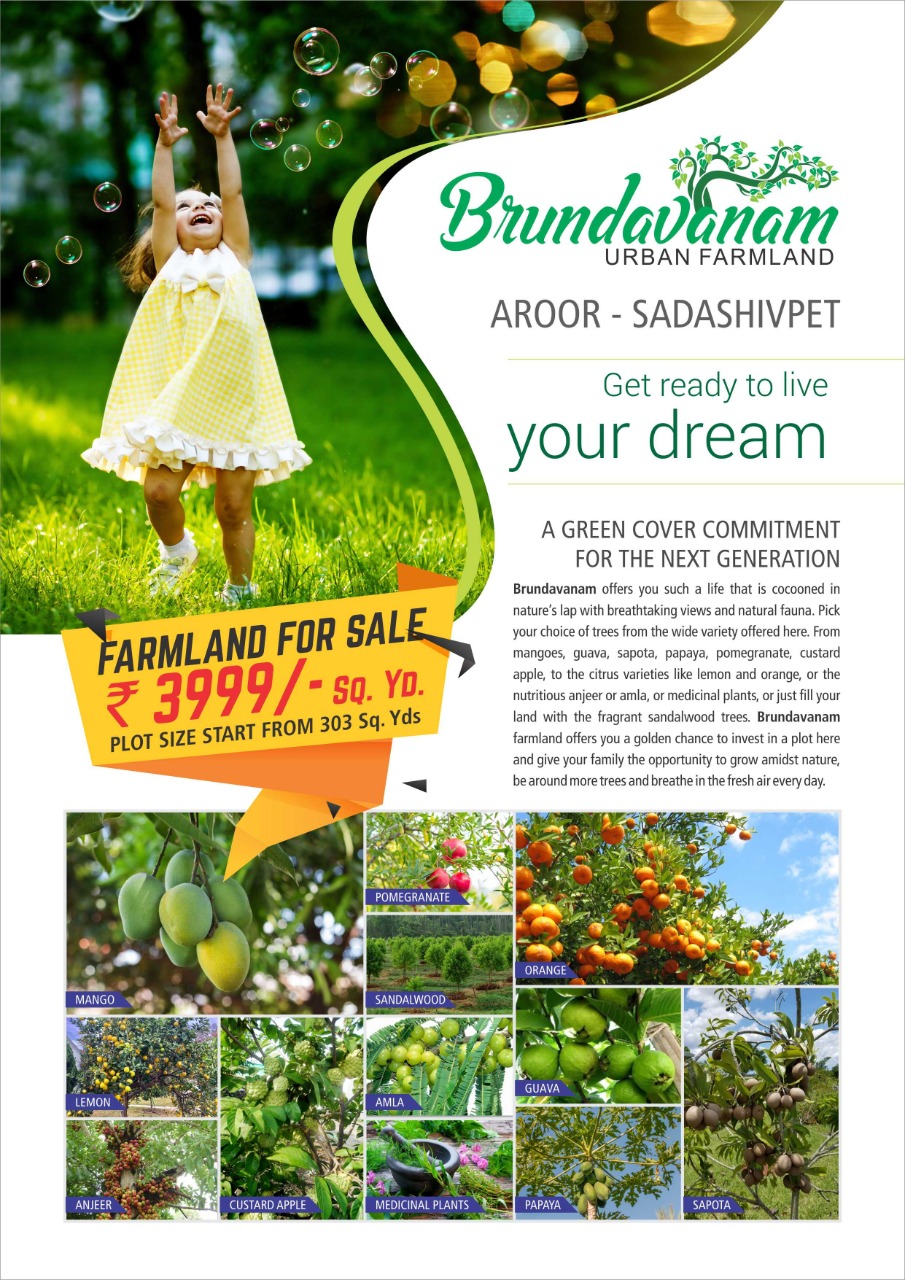 Brundavanam
URBAN FARMLAND
AROOR - SADASHIVPET
Get ready to live
your dream
A GREEN COVER COMMITMENT
FOR THE NEXT GENERATION
Brundavanam offers you such a life that is cocooned in
nature's lap with breathtaking views and natural fauna. Pick
your choice of trees from the wide variety offered here. From
mangoes, guava, sapota, papaya, pomegranate, custard
apple, to the citrus varieties like lemon and orange, or the
nutritious anjeer or amla, or medicinal plants, or just fill your
land with the fragrant sandalwood trees. Brundavanam
farmland offers you a golden chance to invest in a plot here
and give your family the opportunity to grow amidst nature,
be around more trees and breathe in the fresh air every day.
FARMLAND FOR SALE
₹ 3999/- SQ. YD.
PLOT SIZE START FROM 303 Sq. Yds
MANGO
POMEGRANATE
SANDALWOOD
ORANGE
LEMON
ANJEER
CUSTARD APPLE
AMLA
MEDICINAL PLANTS
GUAVA
PAPAYA
SAPOTA